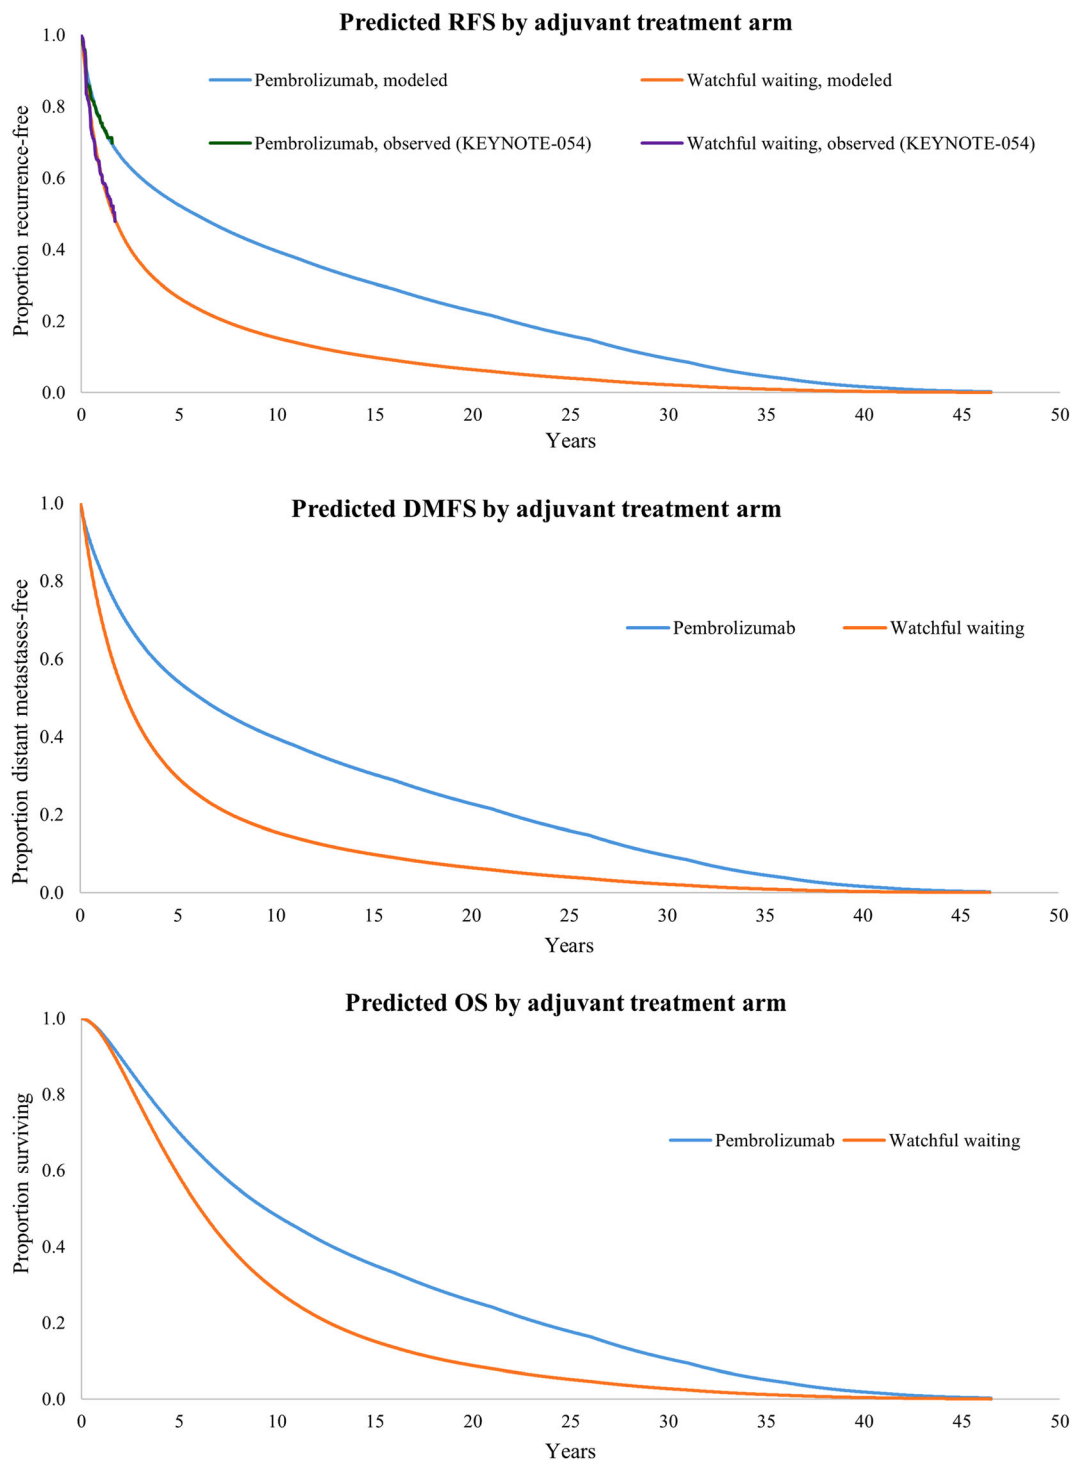 Predicted RFS by adjuvant treatment arm
1.0
Pembrolizumab, modeled
Watchful waiting, modeled
0.8
Pembrolizumab, observed (KEYNOTE-054)
Watchful waiting, observed (KEYNOTE-054)
0.6
0.4
0.2
0.0
Proportion recurrence-free
0 5 10 15 20 25 30 35 40 45 50
Years
Predicted DMFS by adjuvant treatment arm
1.0
0.8
Pembrolizumab
Watchful waiting
0.6
0.4
0.2
0.0
Proportion distant metastases-free
0 5 10 15 20 25 30 35 40 45 50
Years
Predicted OS by adjuvant treatment arm
1.0
0.8
Pembrolizumab
Watchful waiting
0.6
0.4
0.2
0.0
Proportion surviving
0 5 10 15 20 25 30 35 40 45 50
Years